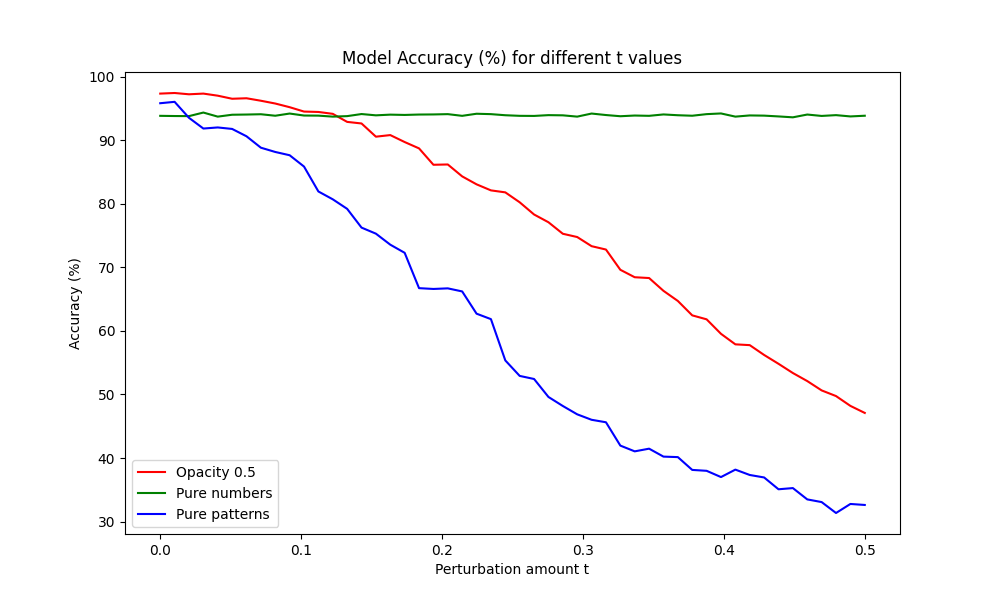 Model Accuracy (%) for different t values
Accuracy (%)
100
90
80
70
60
50
40
30
Opacity 0.5
Pure numbers
Pure patterns
0.0 0.1 0.2 0.3 0.4 0.5
Perturbation amount t